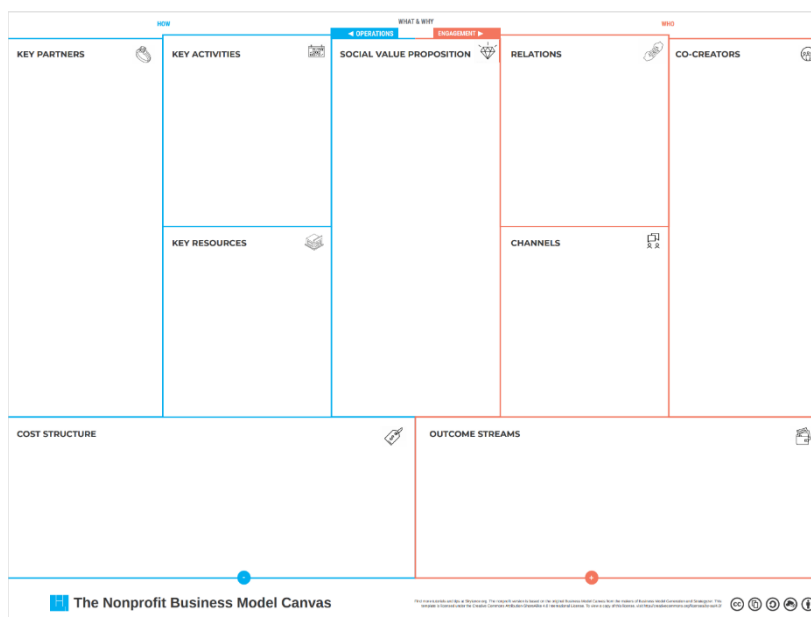 HOW
WHAT & WHY
WHO
◀ OPERATIONS
ENGAGEMENT ▶
KEY PARTNERS
KEY ACTIVITIES
SOCIAL VALUE PROPOSITION
RELATIONS
CO-CREATORS
KEY RESOURCES
CHANNELS
COST STRUCTURE
OUTCOME STREAMS
-
+
H The Nonprofit Business Model Canvas